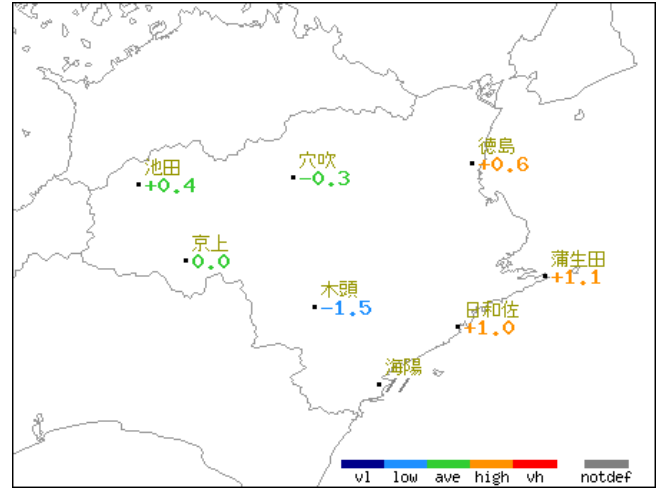 徳島
+0.6
穴吹
-0.3
池田
+0.4
京上
0.0
蒲生田
+1.1
木頭
-1.5
日和佐
+1.0
海陽
vl low ave high vh notdef